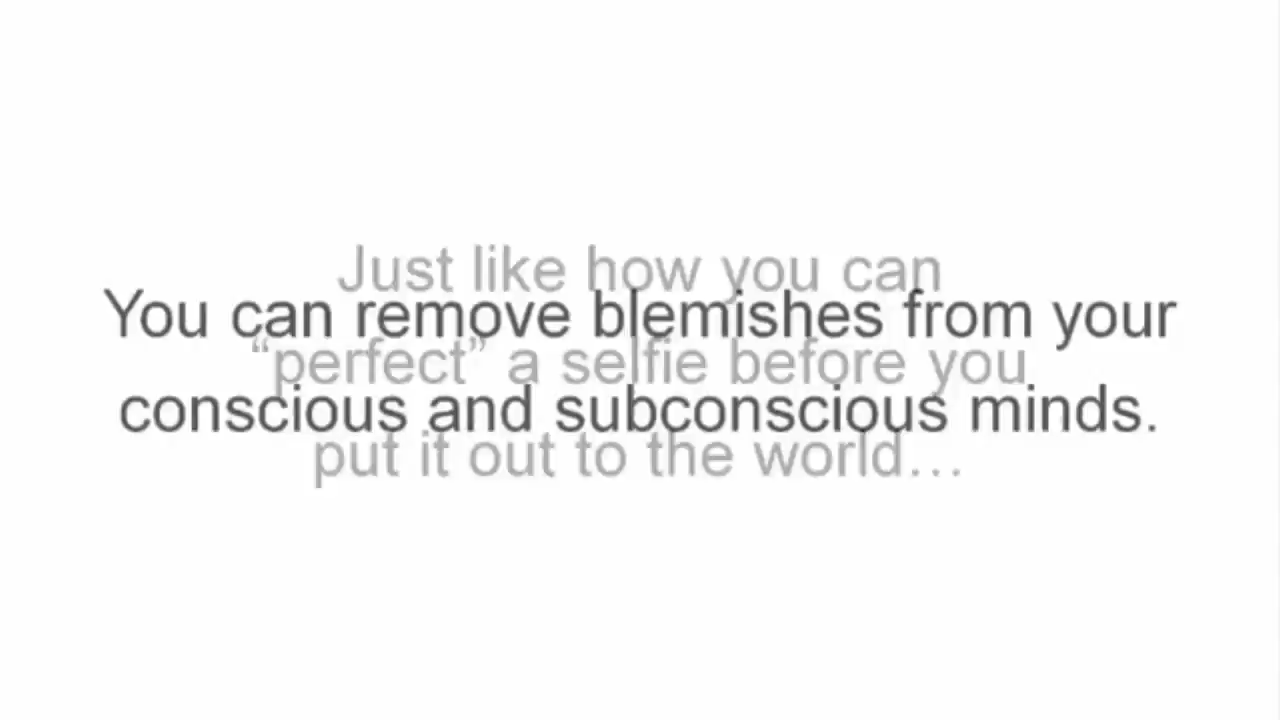 Just like how you can
“perfect” a selfie before you
put it out to the world…
You can remove blemishes from your
conscious and subconscious minds.